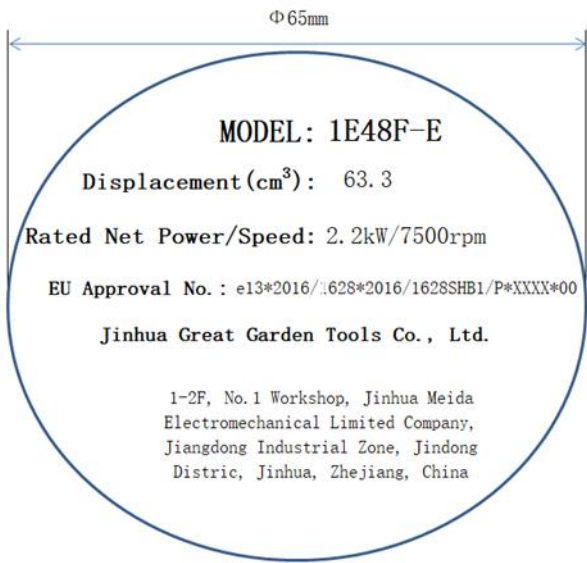 Φ65mm
MODEL: 1E48F-E
Displacement(cm³): 63.3
Rated Net Power/Speed: 2.2kW/7500rpm
EU Approval No.: e13*2016/1628*2016/1628SHB1/P*XXXX*00
Jinhua Great Garden Tools Co., Ltd.
1-2F, No.1 Workshop, Jinhua Meida
Electromechanical Limited Company,
Jiangdong Industrial Zone, Jindong
Distric, Jinhua, Zhejiang, China